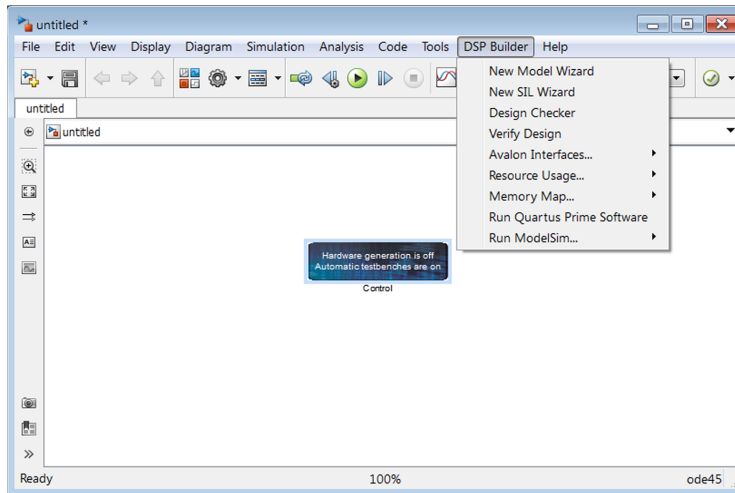 untitled *
File Edit View Display Diagram Simulation Analysis Code Tools DSP Builder Help
New Model Wizard
New SIL Wizard
Design Checker
Verify Design
Avalon Interfaces...
Resource Usage...
Memory Map...
Run Quartus Prime Software
Run ModelSim...
untitled
untitled
Hardware generation is off
Automatic testbenches are on
Control
Ready 100% ode45